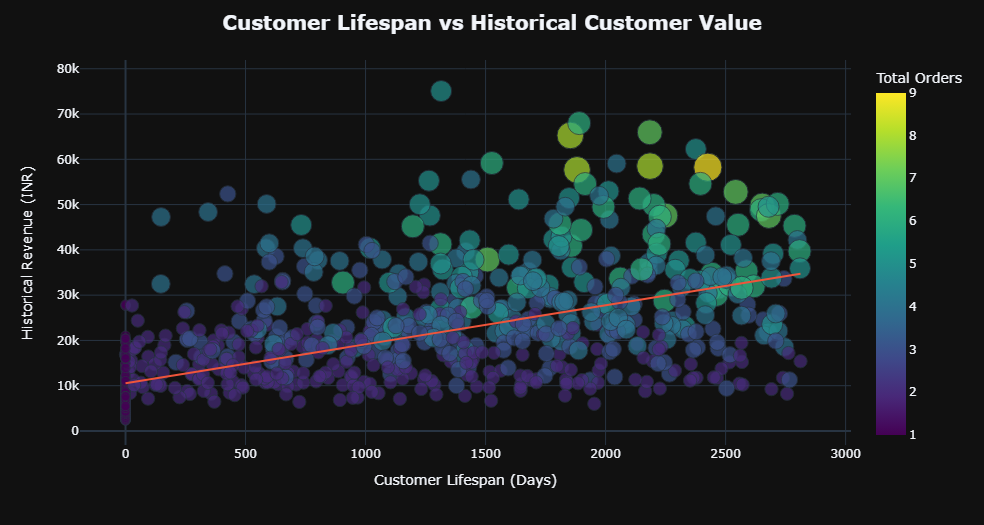 Customer Lifespan vs Historical Customer Value
Total Orders
80k
70k
60k
50k
40k
30k
20k
10k
0
Historical Revenue (INR)
0
500
1000
1500
2000
2500
3000
Customer Lifespan (Days)
9
8
7
6
5
4
3
2
1